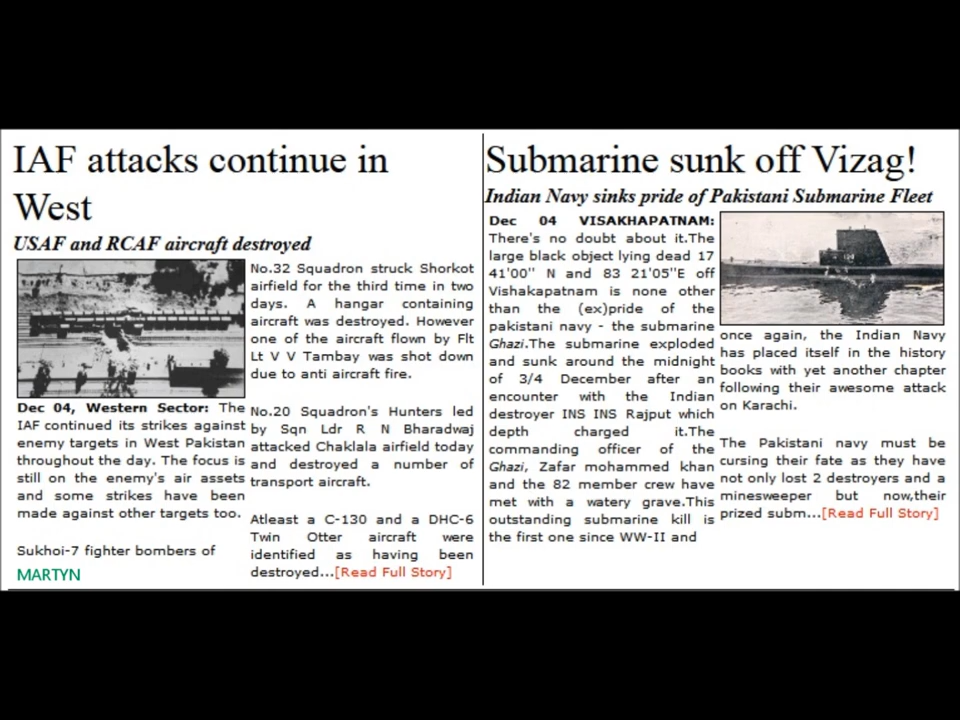 IAF attacks continue in
West
USAF and RCAF aircraft destroyed
Dec 04, Western Sector: The
IAF continued its strikes against
enemy targets in West Pakistan
throughout the day. The focus is
still on the enemy's air assets
and some strikes have been
made against other targets too.
Sukhoi-7 fighter bombers of
MARTYN
No.32 Squadron struck Shorkot
airfield for the third time in two
days. A hangar containing
aircraft was destroyed. However
one of the aircraft flown by Flt
Lt V V Tambay was shot down
due to anti aircraft fire.
No.20 Squadron's Hunters led
by Sqn Ldr R N Bharadwaj
attacked Chaklala airfield today
and destroyed a number of
transport aircraft.
Atleast a C-130 and a DHC-6
Twin Otter aircraft were
identified as having been
destroyed...[Read Full Story]
Submarine sunk off Vizag!
Indian Navy sinks pride of Pakistani Submarine Fleet
Dec 04 VISAKHAPATNAM:
There's no doubt about it.The
large black object lying dead 17
41'00'' N and 83 21'05''E off
Vishakapatnam is none other
than the (ex)pride of the
pakistani navy - the submarine
Ghazi.The submarine exploded
and sunk around the midnight
of 3/4 December after an
encounter with the Indian
destroyer INS INS Rajput which
depth charged it.The
commanding officer of the
Ghazi, Zafar mohammed khan
and the 82 member crew have
met with a watery grave.This
outstanding submarine kill is
the first one since WW-II and
once again, the Indian Navy
has placed itself in the history
books with yet another chapter
following their awesome attack
on Karachi.
The Pakistani navy must be
cursing their fate as they have
not only lost 2 destroyers and a
minesweeper but now,their
prized subm...[Read Full Story]